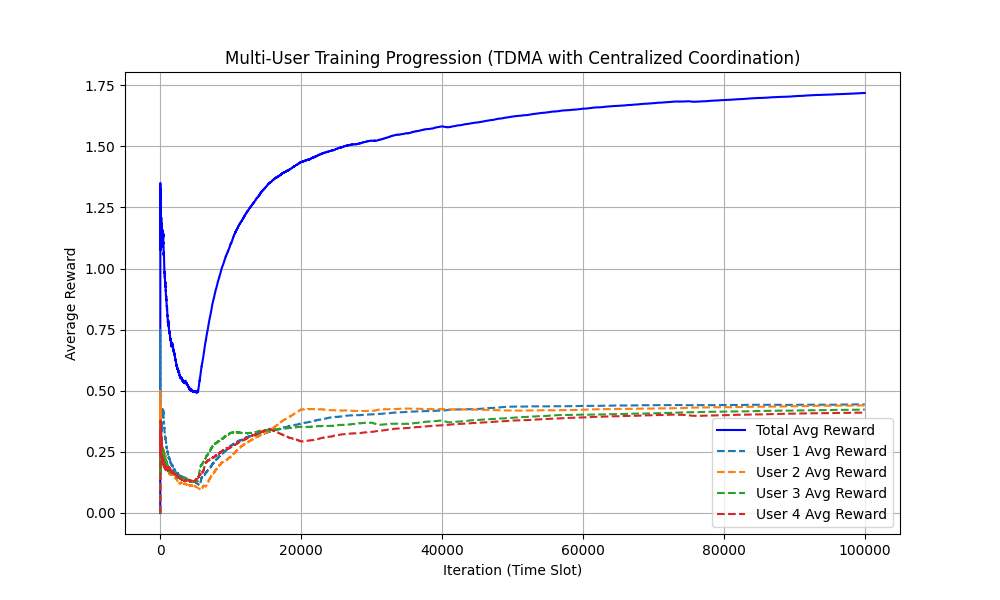 Multi-User Training Progression (TDMA with Centralized Coordination)
Average Reward
1.75
1.50
1.25
1.00
0.75
0.50
0.25
0.00
Total Avg Reward
User 1 Avg Reward
User 2 Avg Reward
User 3 Avg Reward
User 4 Avg Reward
0 20000 40000 60000 80000 100000
Iteration (Time Slot)